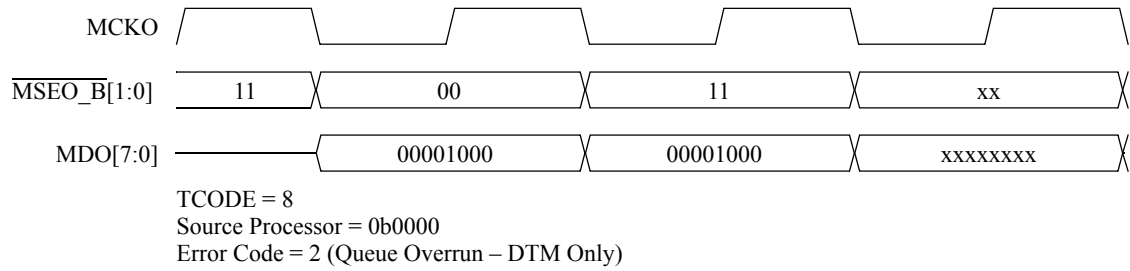 MCKO
MSEO_B[1:0] 11 00 11 xx
MDO[7:0] 00001000 00001000 xxxxxxxx
TCODE = 8
Source Processor = 0b0000
Error Code = 2 (Queue Overrun – DTM Only)